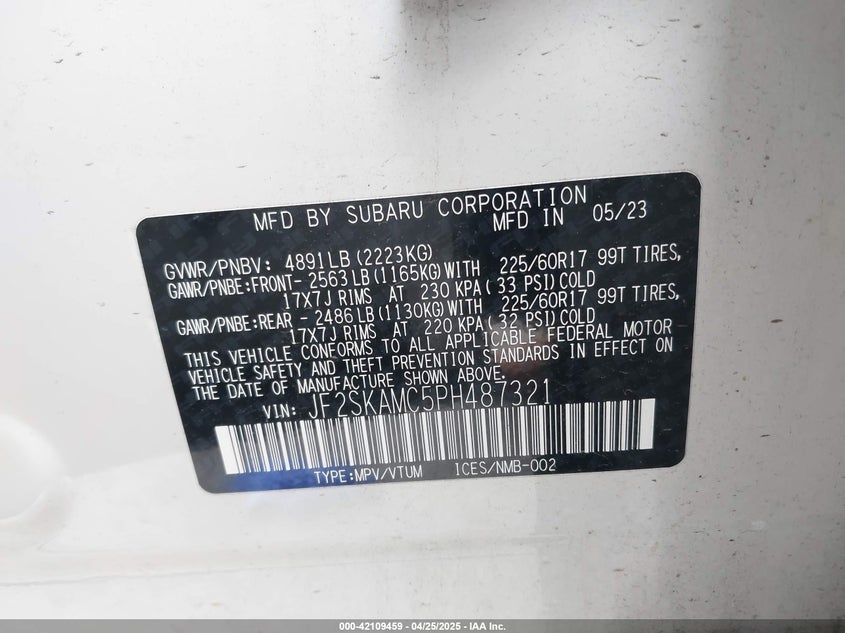 MFD BY SUBARU CORPORATION
MFD IN 05/23
GVWR/PNBV: 4891LB(2223KG)
GAWR/PNBE:FRONT- 2563LB(1165KG)WITH 225/60R17 99T TIRES,
17X7J RIMS AT 230 KPA(33 PSI)COLD
GAWR/PNBE:REAR - 2486LB(1130KG)WITH 225/60R17 99T TIRES,
17X7J RIMS AT 220 KPA(32 PSI)COLD
THIS VEHICLE CONFORMS TO ALL APPLICABLE FEDERAL MOTOR
VEHICLE SAFETY AND THEFT PREVENTION STANDARDS IN EFFECT ON
THE DATE OF MANUFACTURE SHOWN ABOVE.
VIN: JF2SKAMC5PH487321
TYPE:MPV/VTUM ICES/NMB-002
000-42109459 - 04/25/2025 - IAA Inc.